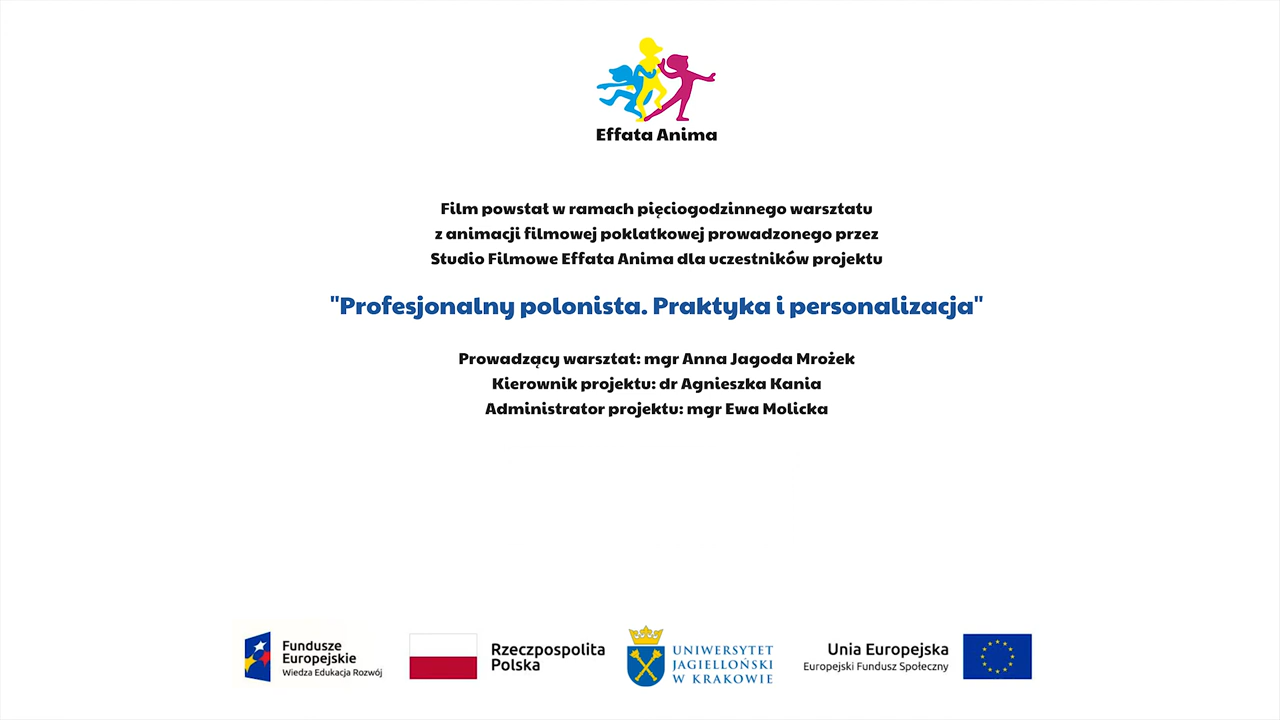 Effata Anima
Film powstał w ramach pięciogodzinnego warsztatu
z animacji filmowej poklatkowej prowadzonego przez
Studio Filmowe Effata Anima dla uczestników projektu
"Profesjonalny polonista. Praktyka i personalizacja"
Prowadzący warsztat: mgr Anna Jagoda Mrożek
Kierownik projektu: dr Agnieszka Kania
Administrator projektu: mgr Ewa Molicka
Fundusze
Europejskie
Wiedza Edukacja Rozwój
Rzeczpospolita
Polska
UNIWERSYTET
JAGIELLOŃSKI
W KRAKOWIE
Unia Europejska
Europejski Fundusz Społeczny